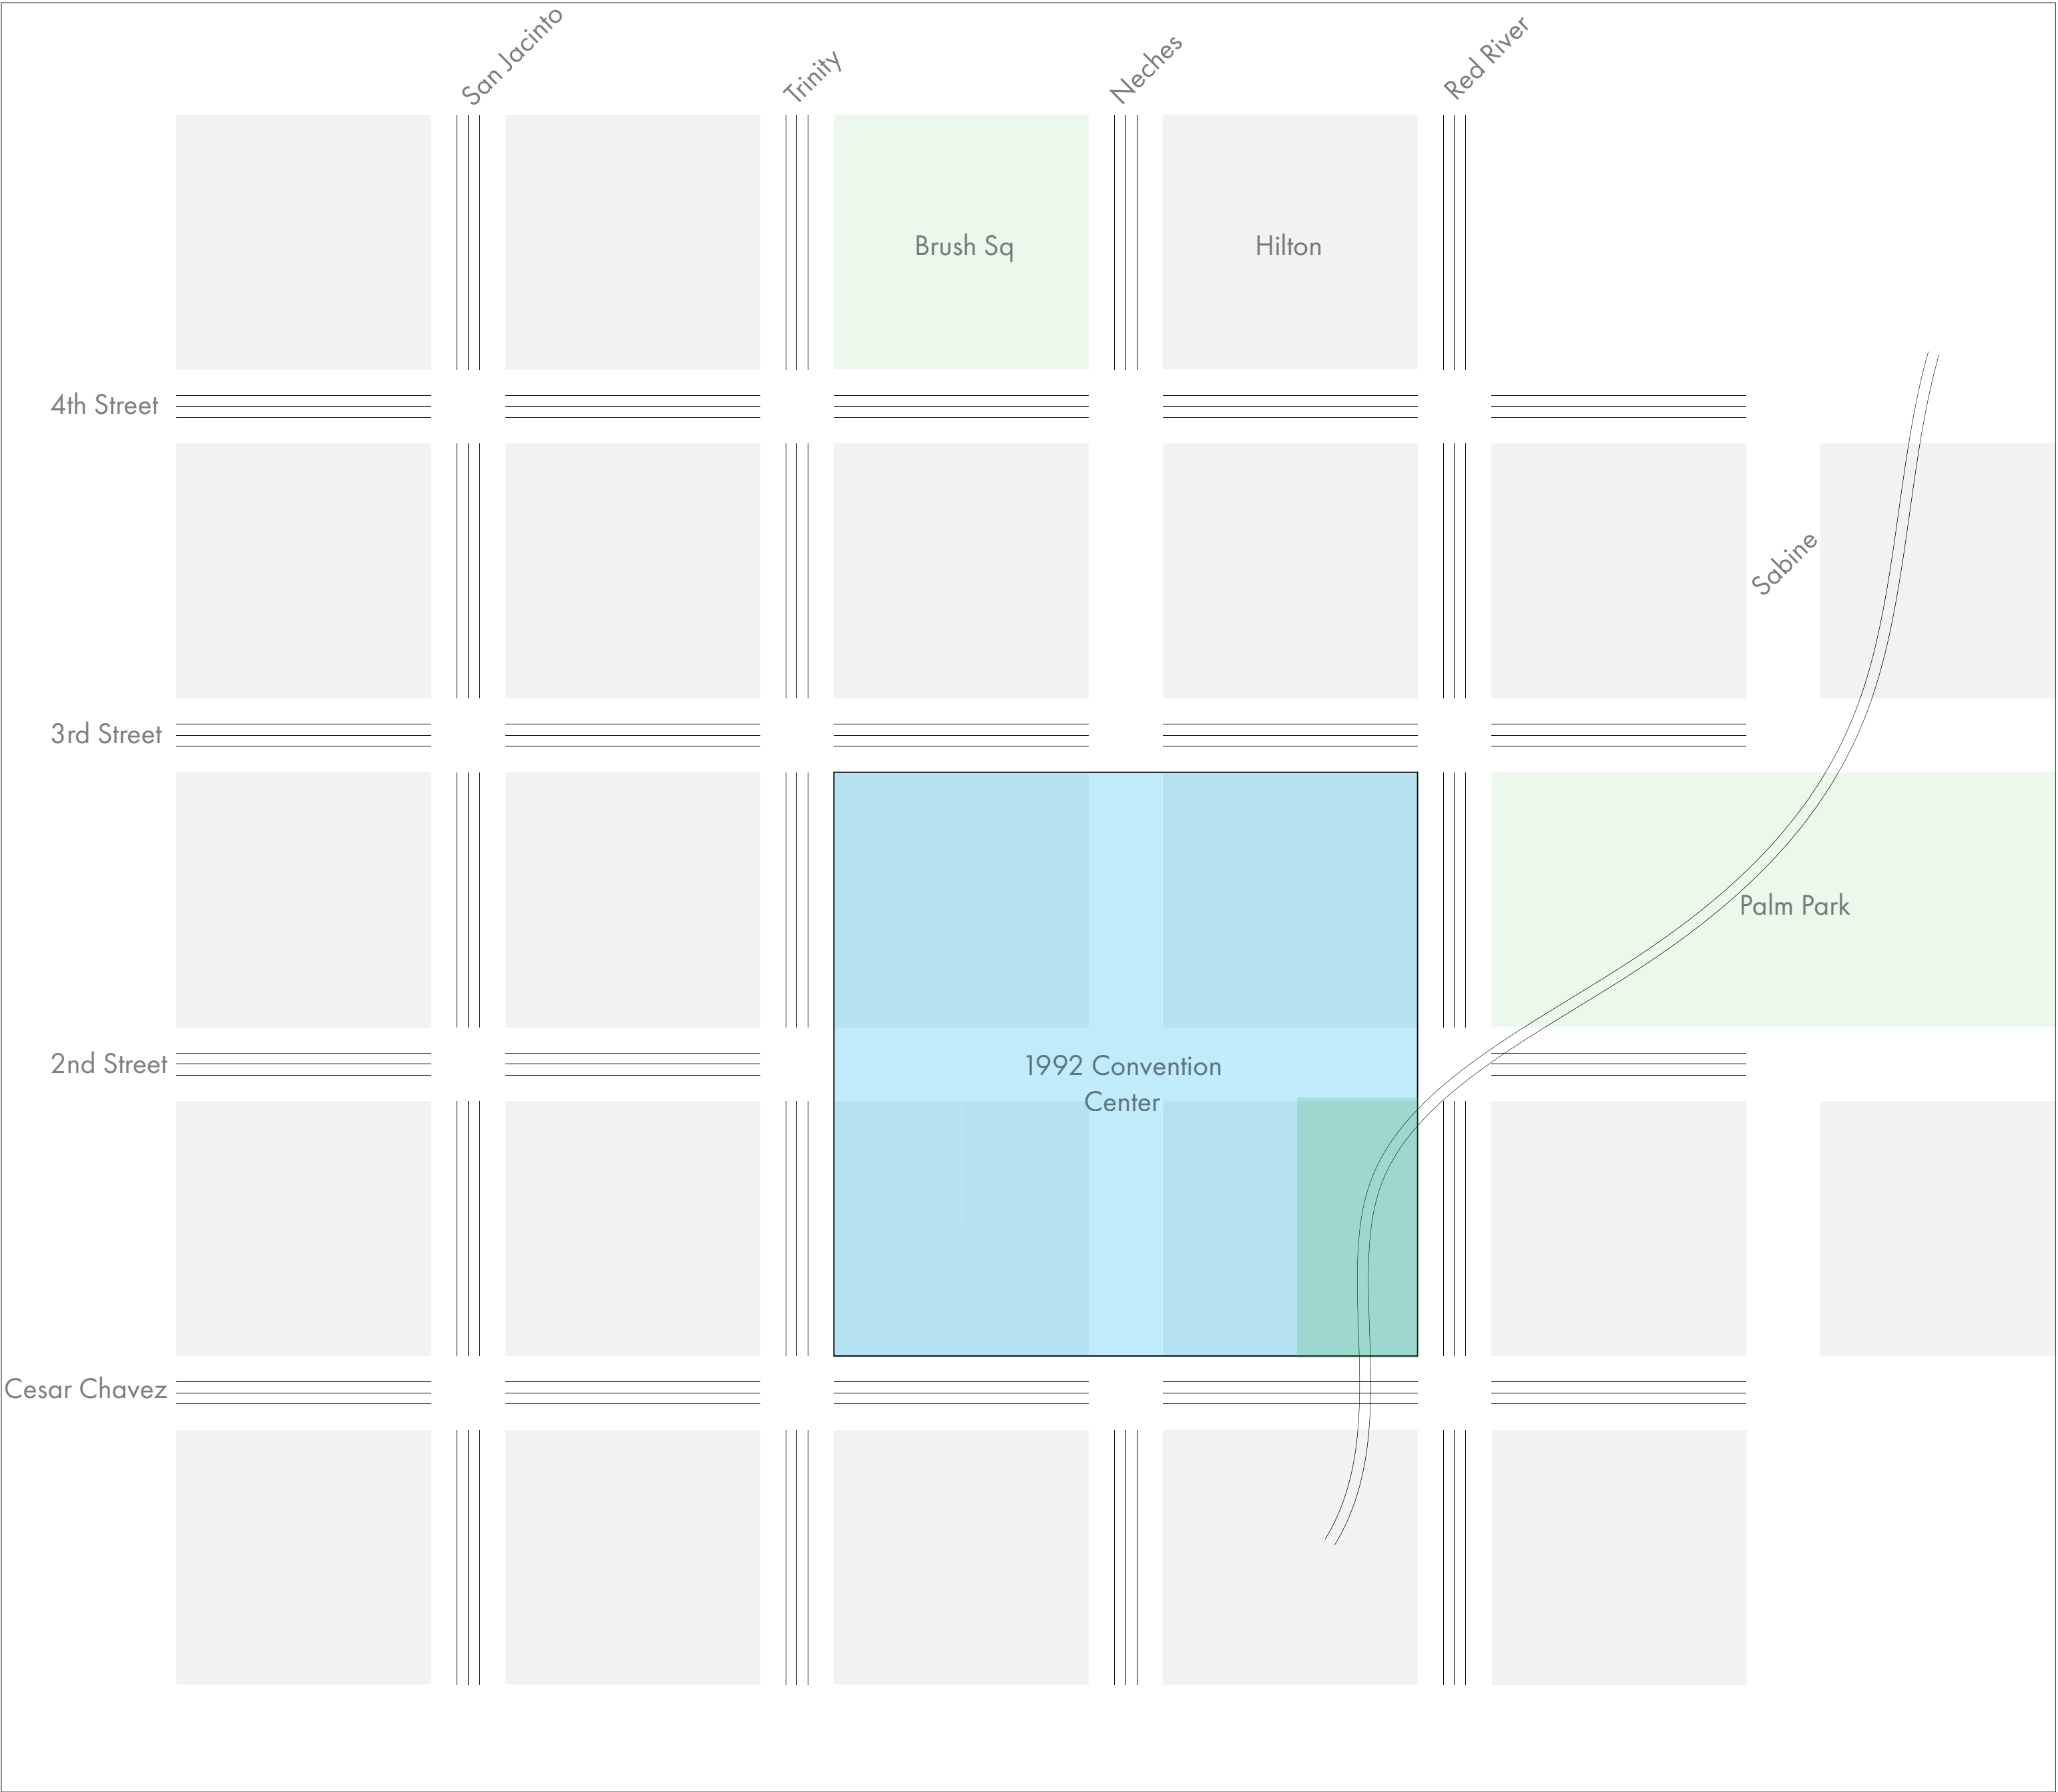 San Jacinto
Trinity
Neches
Red River
Brush Sq
Hilton
4th Street
Sabine
3rd Street
Palm Park
2nd Street
1992 Convention
Center
Cesar Chavez